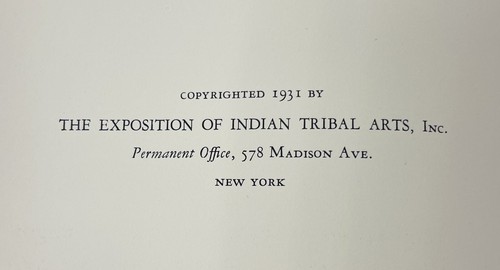 COPYRIGHTED 1931 BY
THE EXPOSITION OF INDIAN TRIBAL ARTS, INC.
Permanent Office, 578 MADISON AVE.
NEW YORK